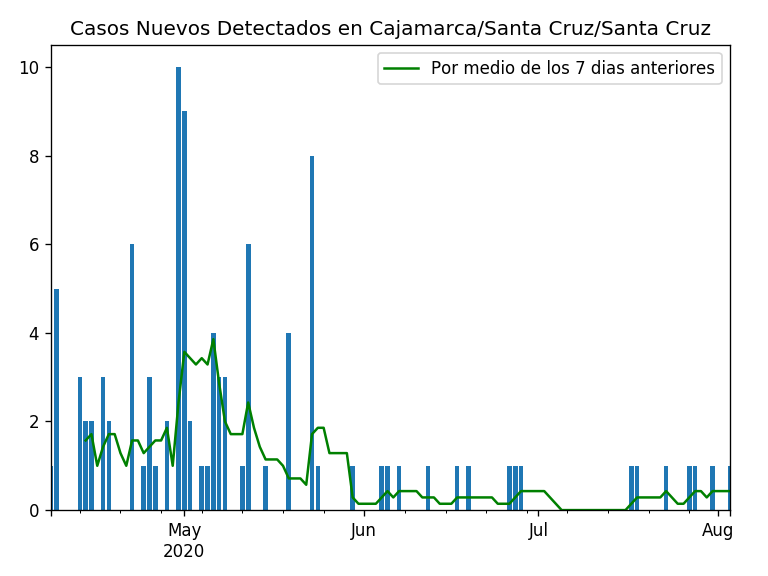 Casos Nuevos Detectados en Cajamarca/Santa Cruz/Santa Cruz
Por medio de los 7 dias anteriores
10
8
6
4
2
0
May
2020
Jun
Jul
Aug